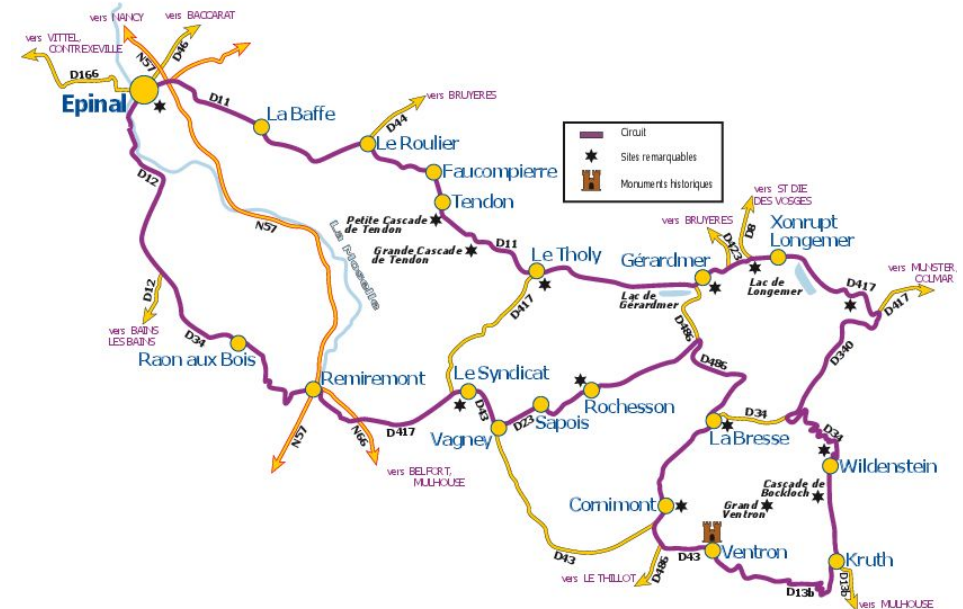 vers NANCY
vers BACCARAT
vers VITTEL,
CONTREXEVILLE
N57
D46
D166
Epinal
D11
La Baffe
vers BRUYERES
D44
Le Roulier
Circuit
Sites remarquables
Monuments historiques
Faucompierre
Tendon
D12
N57
La Moselle
Petite Cascade
de Tendon
Grande Cascade
de Tendon
D11
Le Tholy
vers ST DIE
DES VOSGES
vers BRUYERES
D8
D423
Xonrupt
Longemer
Gérardmer
Lac de
Gérardmer
Lac de
Longemer
vers MUNSTER,
COLMAR
D417
D417
D12
vers BAINS
LES BAINS
D34
Raon aux Bois
D417
D486
D340
Remiremont
Le Syndicat
D486
D43
Rochesson
D23
Sapois
D34
La Bresse
D34
N57
N66
D417
Vagney
vers BELFORT,
MULHOUSE
Wildenstein
Cascade de
Bockloch
Grand
Ventron
Cornimont
D43
D486
D43
Ventron
Kruth
vers LE THILLOT
D13b
D13b
vers MULHOUSE